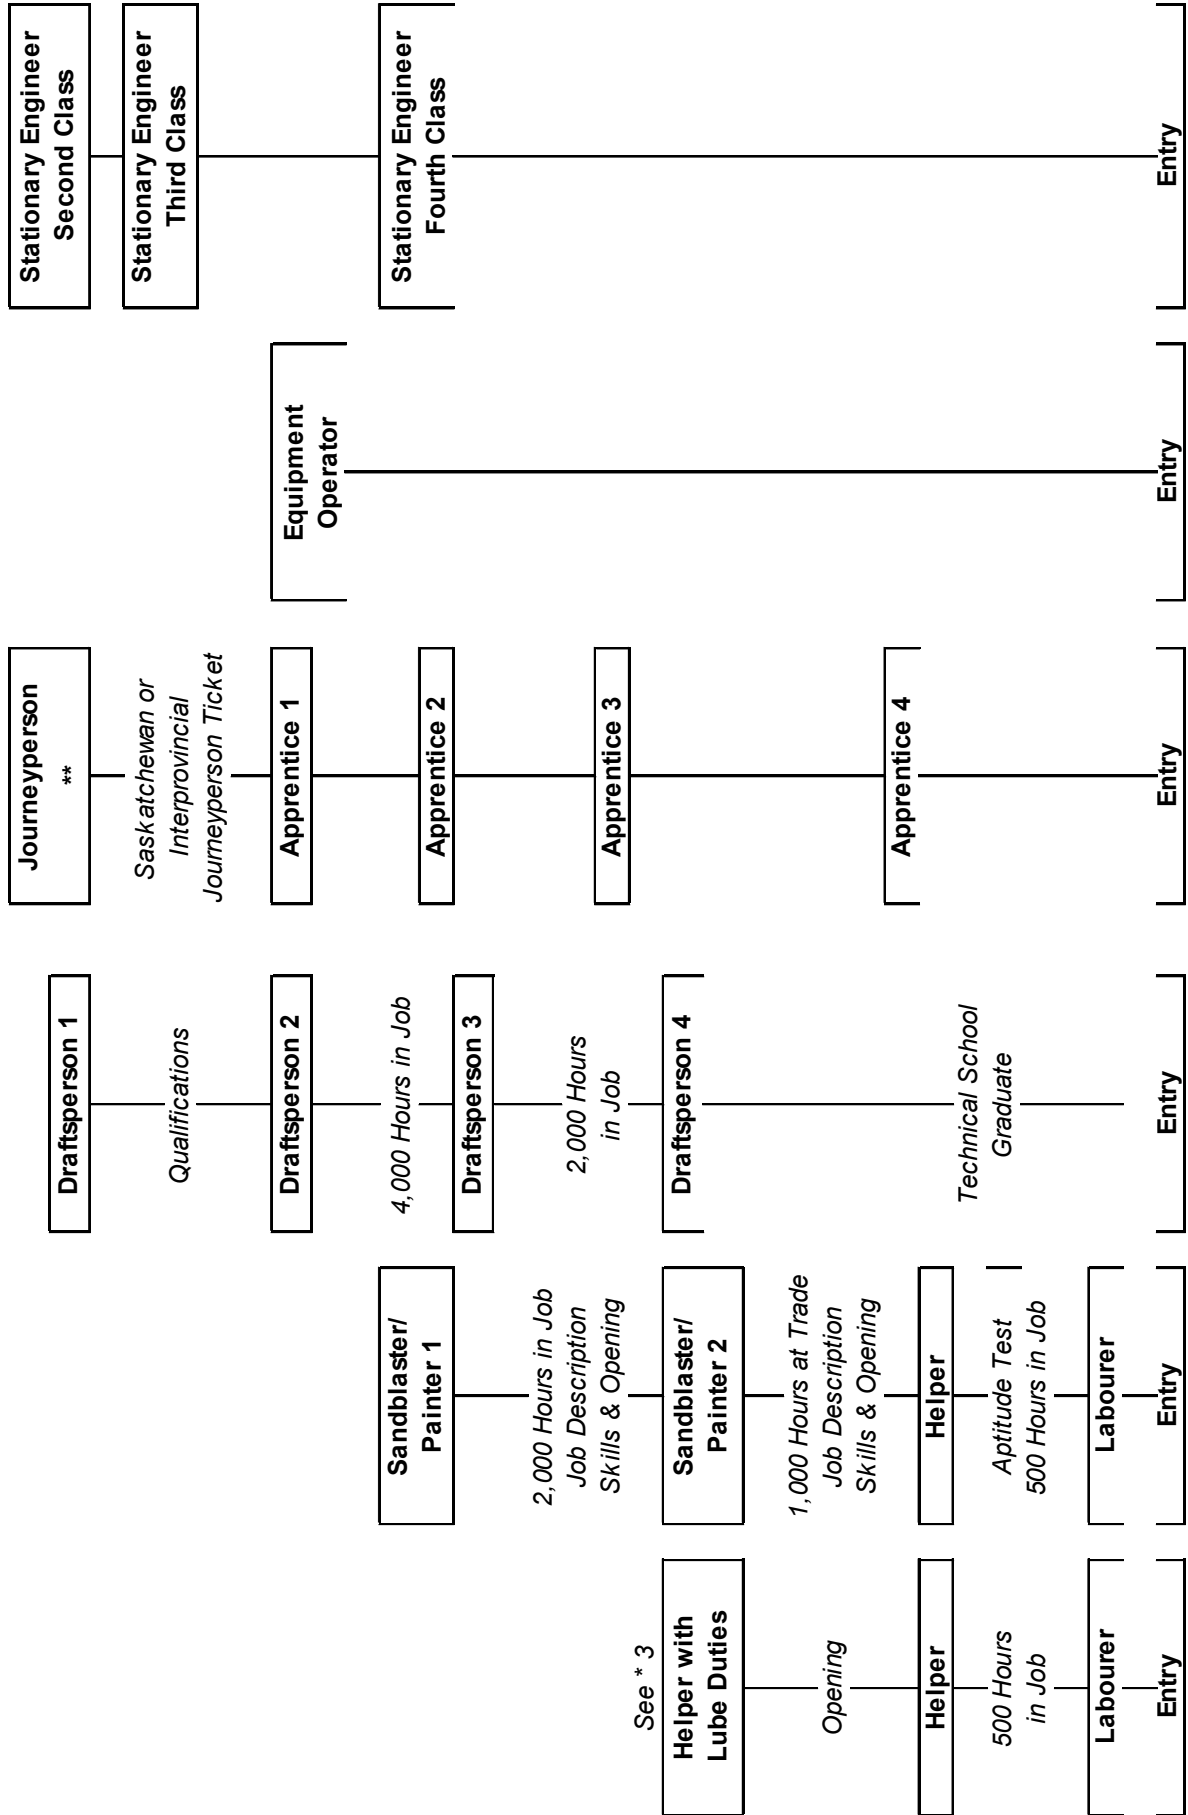 See * 3
Helper with
Lube Duties
Opening
Helper
500 Hours
in Job
Labourer
Entry
Sandblaster/
Painter 1
2,000 Hours in Job
Job Description
Skills & Opening
Sandblaster/
Painter 2
1,000 Hours at Trade
Job Description
Skills & Opening
Helper
Aptitude Test
500 Hours in Job
Labourer
Entry
Draftsperson 1
Qualifications
Draftsperson 2
4,000 Hours in Job
Draftsperson 3
2,000 Hours
in Job
Draftsperson 4
Technical School
Graduate
Entry
Journeyperson
**
Saskatchewan or
Interprovincial
Journeyperson Ticket
Apprentice 1
Apprentice 2
Apprentice 3
Apprentice 4
Entry
Equipment
Operator
Entry
Stationary Engineer
Second Class
Stationary Engineer
Third Class
Stationary Engineer
Fourth Class
Entry